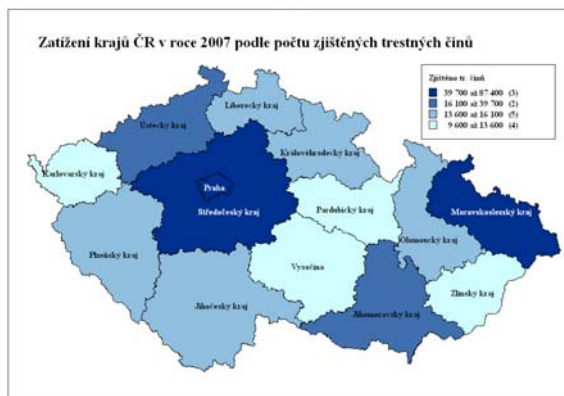 Zatížení krajů ČR v roce 2007 podle počtu zjištěných trestných činů
Zjištěno tr. činů
39 700 až 87 400 (3)
16 100 až 39 700 (2)
13 600 až 16 100 (5)
9 600 až 13 600 (4)
Liberecký kraj
Ústecký kraj
Královéhradecký kraj
Karlovarský kraj
Praha
Středočeský kraj
Pardubický kraj
Moravskoslezský kraj
Olomoucký kraj
Plzeňský kraj
Vysočina
Zlínský kraj
Jihočeský kraj
Jihomoravský kraj